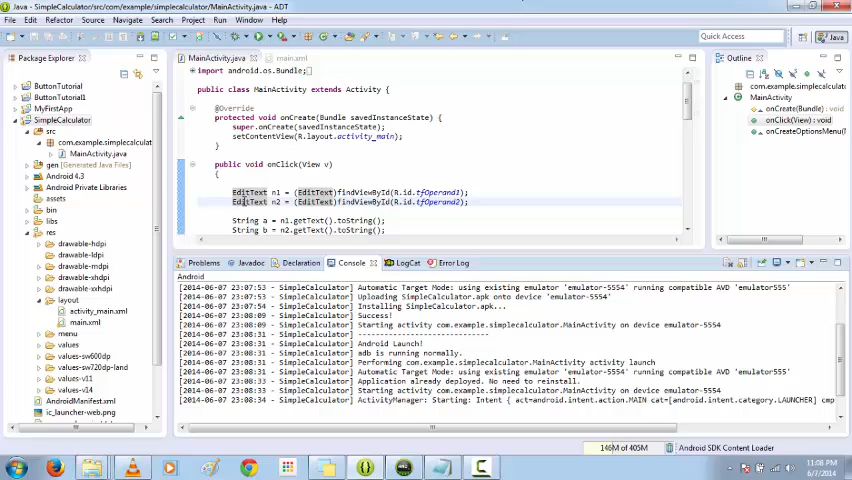 Java - SimpleCalculator/src/com/example/simplecalculator/MainActivity.java - ADT
File Edit Refactor Source Navigate Search Project Run Window Help
Quick Access
Java
Package Explorer
ButtonTutorial
ButtonTutorial1
MyFirstApp
SimpleCalculator
src
com.example.simplecalculat
MainActivity.java
gen [Generated Java Files]
Android 4.3
Android Private Libraries
assets
bin
libs
res
drawable-hdpi
drawable-ldpi
drawable-mdpi
drawable-xhdpi
drawable-xxhdpi
layout
activity_main.xml
main.xml
menu
values
values-sw600dp
values-sw720dp-land
values-v11
values-v14
AndroidManifest.xml
ic_launcher-web.png
MainActivity.java
main.xml
import android.os.Bundle;
public class MainActivity extends Activity {
@Override
protected void onCreate(Bundle savedInstanceState) {
super.onCreate(savedInstanceState);
setContentView(R.layout.activity_main);
}
public void onClick(View v)
{
EditText n1 = (EditText)findViewById(R.id.tfOperand1);
EditText n2 = (EditText)findViewById(R.id.tfOperand2);
String a = n1.getText().toString();
String b = n2.getText().toString();
Outline
com.example.simplecalculat
MainActivity
onCreate(Bundle) : void
onClick(View) : void
onCreateOptionsMenu(
Problems Javadoc Declaration Console LogCat Error Log
Android
[2014-06-07 23:07:53 - SimpleCalculator] Automatic Target Mode: using existing emulator 'emulator-5554' running compatible AVD 'emulator555'
[2014-06-07 23:07:53 - SimpleCalculator] Uploading SimpleCalculator.apk onto device 'emulator-5554'
[2014-06-07 23:07:54 - SimpleCalculator] Installing SimpleCalculator.apk...
[2014-06-07 23:08:09 - SimpleCalculator] Success!
[2014-06-07 23:08:09 - SimpleCalculator] Starting activity com.example.simplecalculator.MainActivity on device emulator-5554
[2014-06-07 23:08:31 - SimpleCalculator] ------------------------------
[2014-06-07 23:08:31 - SimpleCalculator] Android Launch!
[2014-06-07 23:08:31 - SimpleCalculator] adb is running normally.
[2014-06-07 23:08:31 - SimpleCalculator] Performing com.example.simplecalculator.MainActivity activity launch
[2014-06-07 23:08:31 - SimpleCalculator] Automatic Target Mode: using existing emulator 'emulator-5554' running compatible AVD 'emulator555'
[2014-06-07 23:08:33 - SimpleCalculator] Application already deployed. No need to reinstall.
[2014-06-07 23:08:33 - SimpleCalculator] Starting activity com.example.simplecalculator.MainActivity on device emulator-5554
[2014-06-07 23:08:34 - SimpleCalculator] ActivityManager: Starting: Intent { act=android.intent.action.MAIN cat=[android.intent.category.LAUNCHER] cmp
146M of 405M
Android SDK Content Loader
11:08 PM
6/7/2014